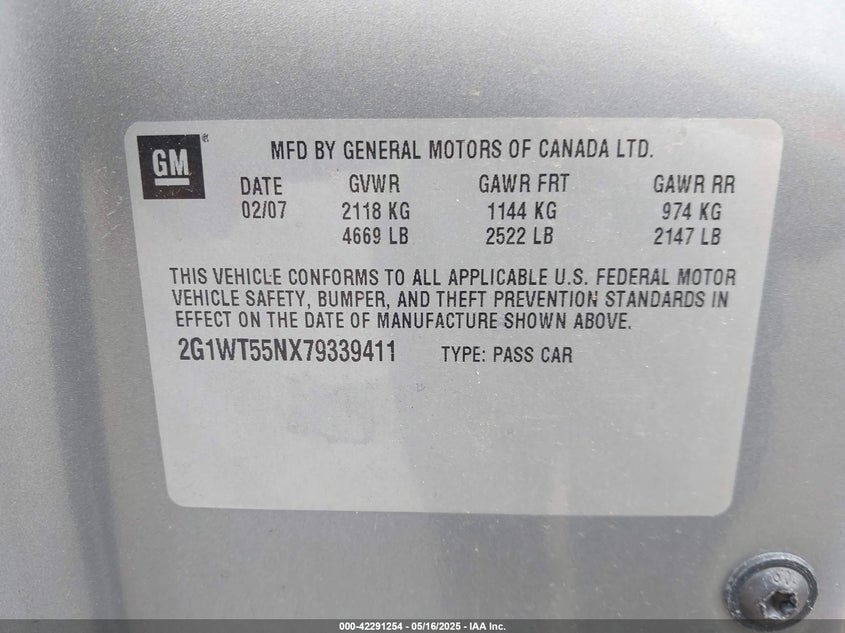 GM
MFD BY GENERAL MOTORS OF CANADA LTD.
DATE GVWR GAWR FRT GAWR RR
02/07 2118 KG 1144 KG 974 KG
4669 LB 2522 LB 2147 LB
THIS VEHICLE CONFORMS TO ALL APPLICABLE U.S. FEDERAL MOTOR
VEHICLE SAFETY, BUMPER, AND THEFT PREVENTION STANDARDS IN
EFFECT ON THE DATE OF MANUFACTURE SHOWN ABOVE.
2G1WT55NX79339411 TYPE: PASS CAR
000-42291254 - 05/16/2025 - IAA Inc.